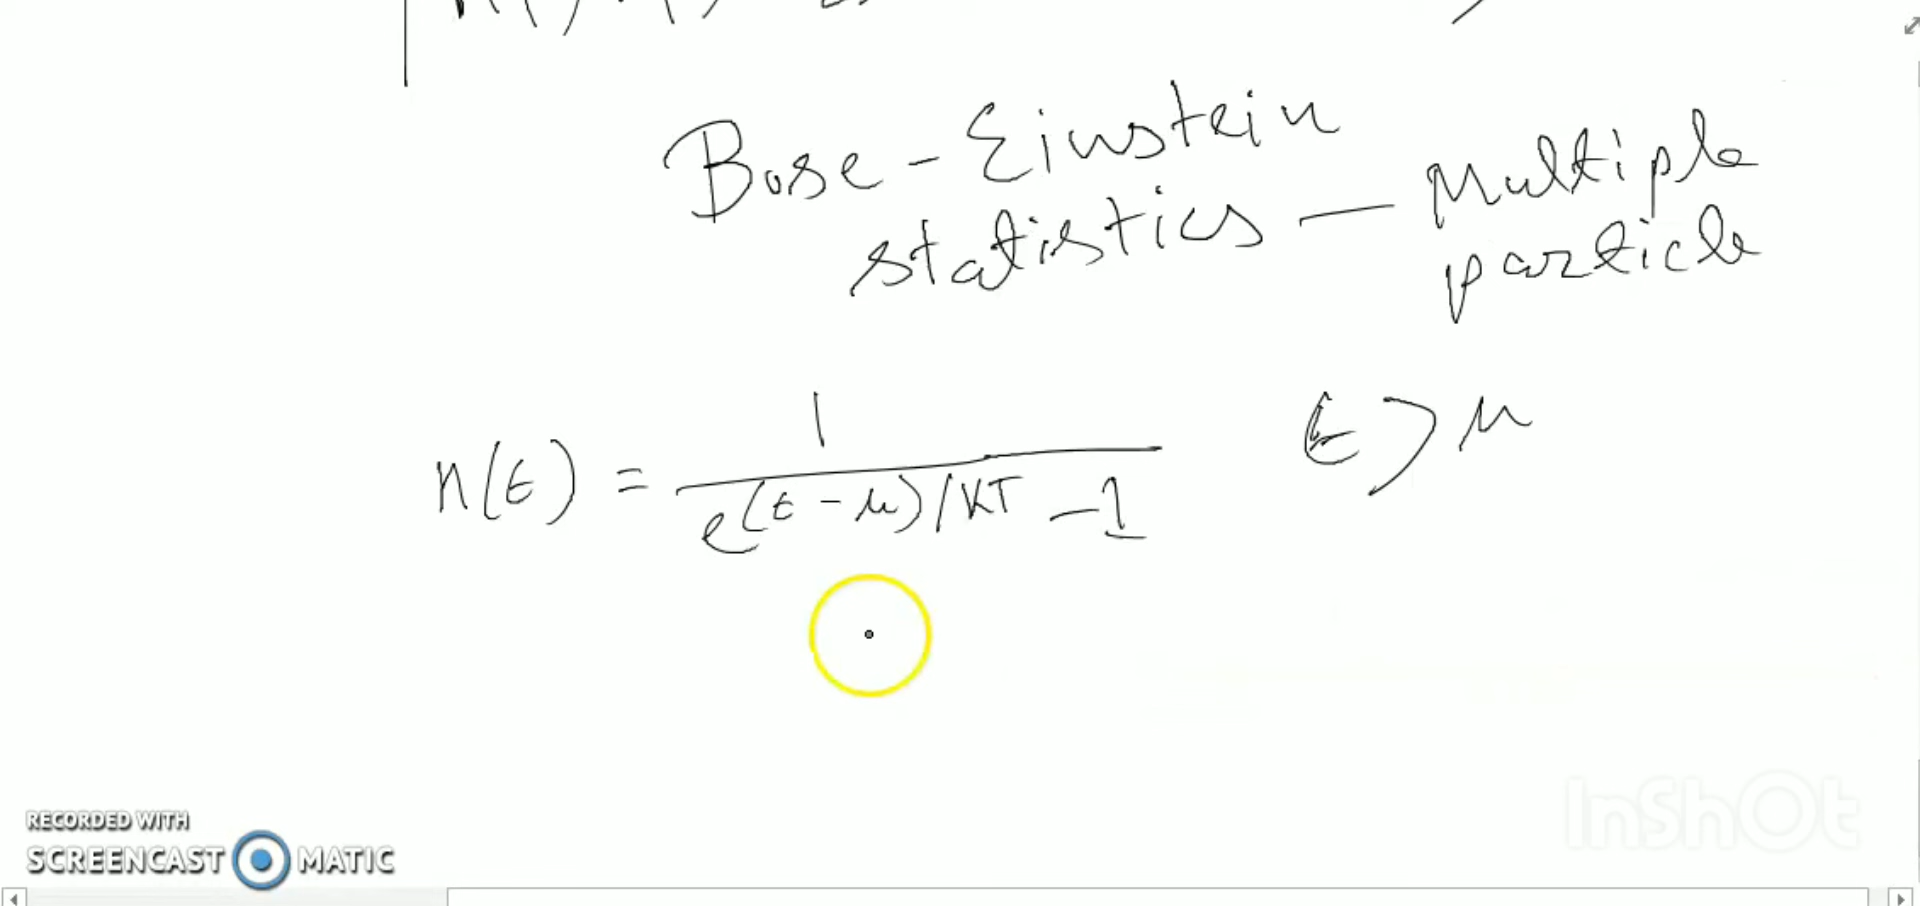 Bose - Einstein
statistics — Multiple
particle
n(ε) = 1 / e^(ε - μ)/KT - 1    ε > μ
RECORDED WITH
SCREENCAST MATIC
InShOt